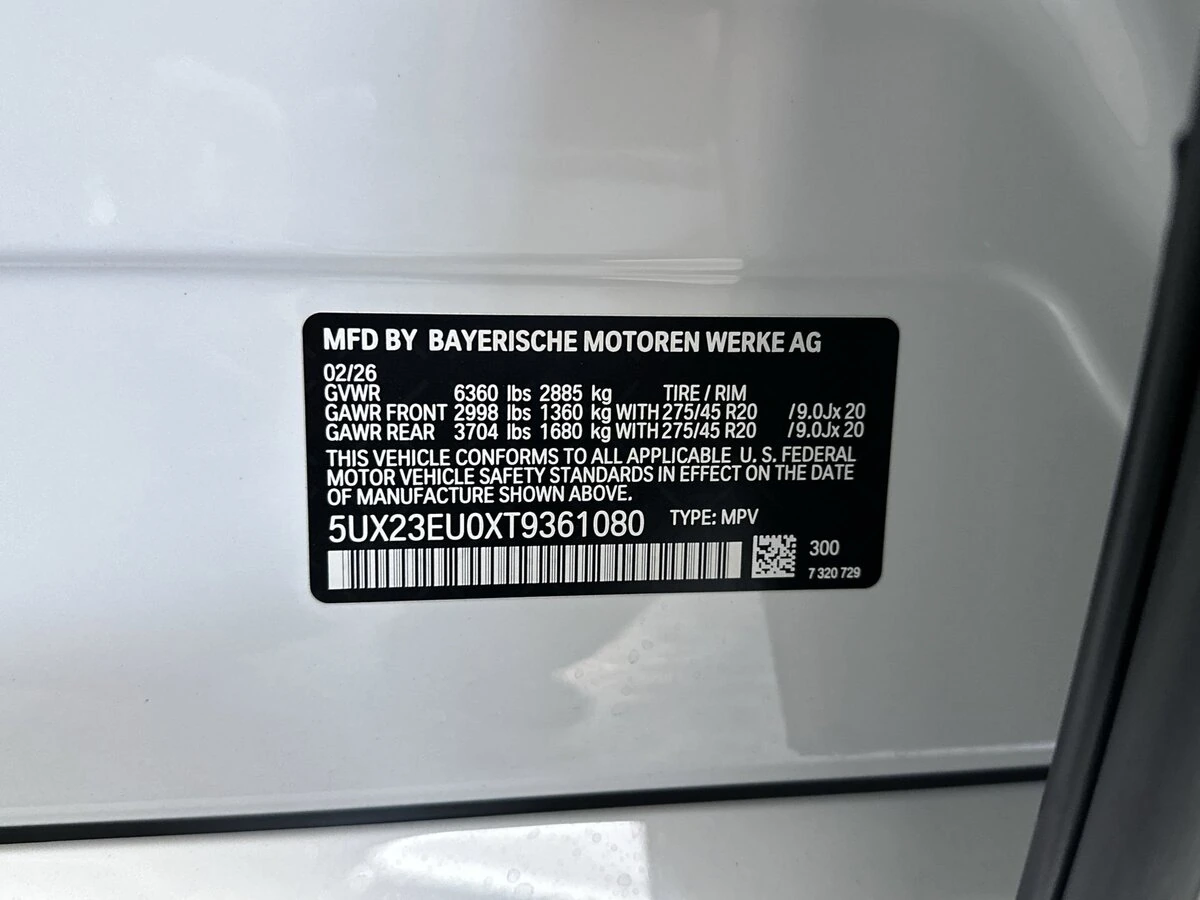 MFD BY BAYERISCHE MOTOREN WERKE AG
02/26
GVWR 6360 lbs 2885 kg TIRE / RIM
GAWR FRONT 2998 lbs 1360 kg WITH 275/45 R20 /9.0Jx 20
GAWR REAR 3704 lbs 1680 kg WITH 275/45 R20 /9.0Jx 20
THIS VEHICLE CONFORMS TO ALL APPLICABLE U. S. FEDERAL
MOTOR VEHICLE SAFETY STANDARDS IN EFFECT ON THE DATE
OF MANUFACTURE SHOWN ABOVE.
5UX23EU0XT9361080 TYPE: MPV
300
7 320 729